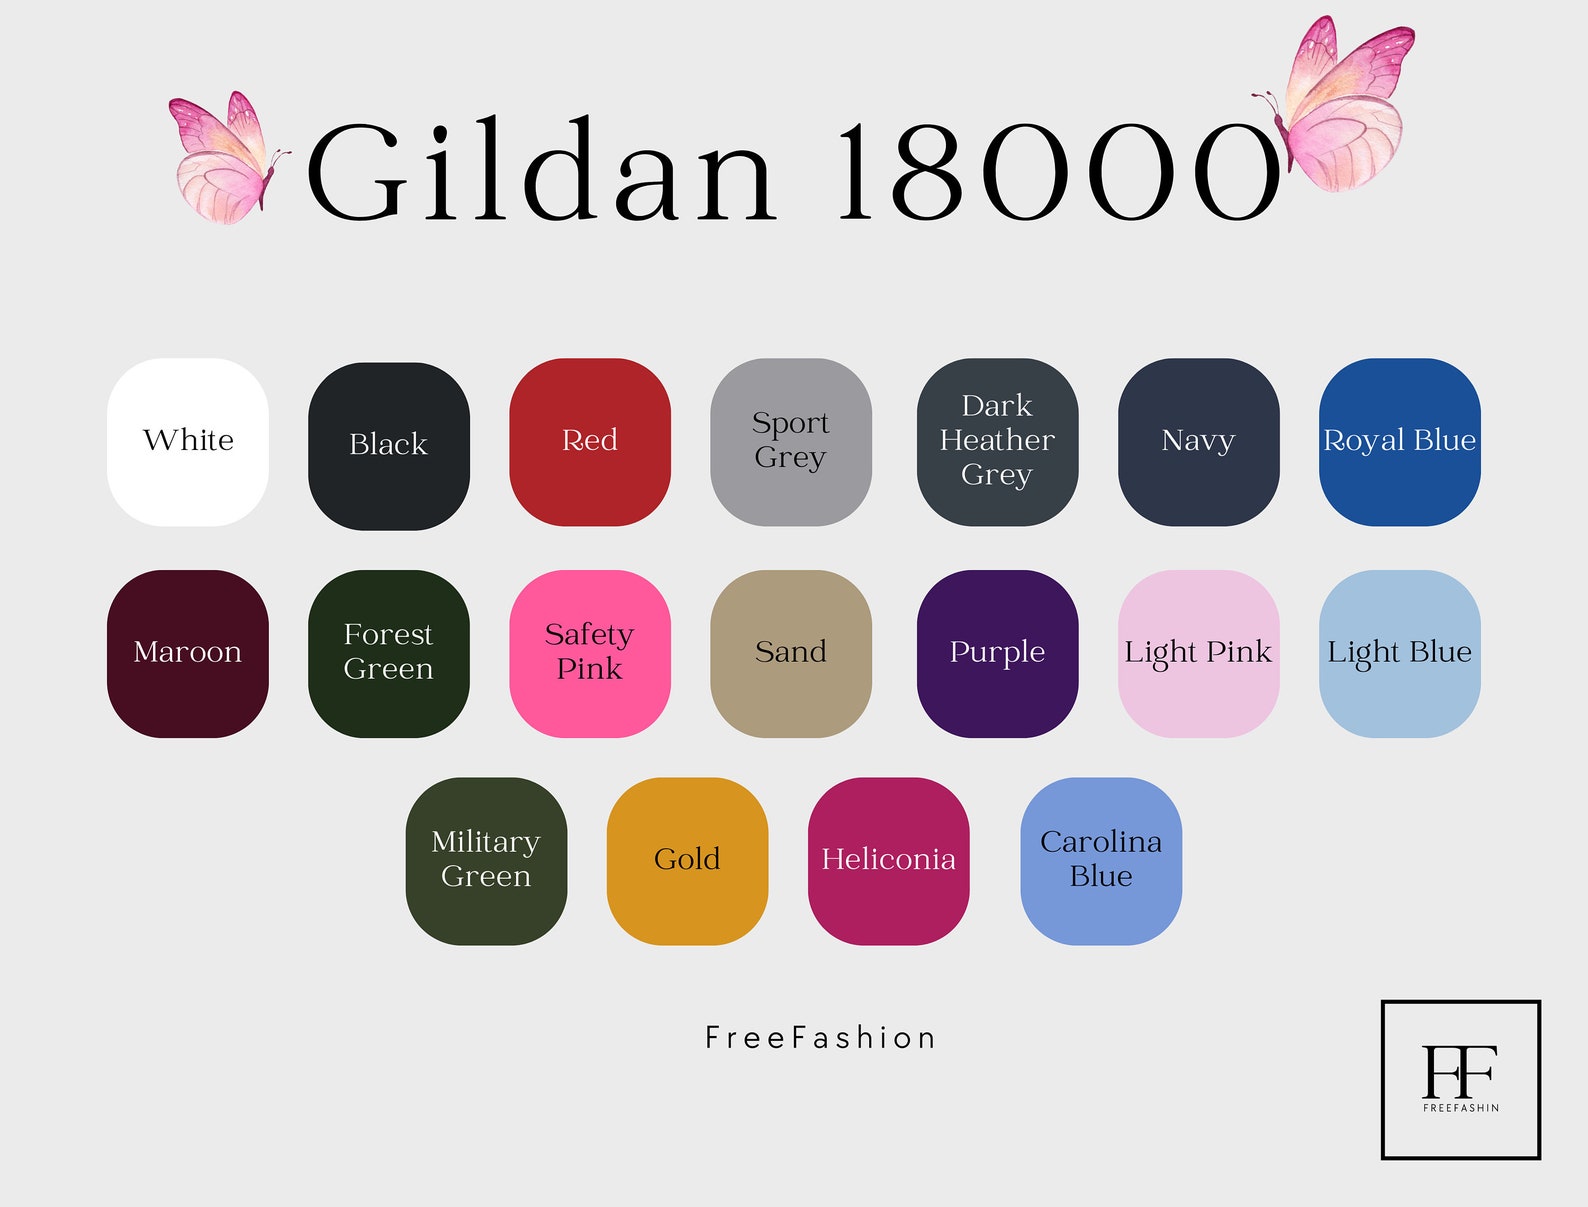 Gildan 18000
White
Black
Red
Sport
Grey
Dark
Heather
Grey
Navy
Royal Blue
Maroon
Forest
Green
Safety
Pink
Sand
Purple
Light Pink
Light Blue
Military
Green
Gold
Heliconia
Carolina
Blue
FreeFashion
FF
FREEFASHIN